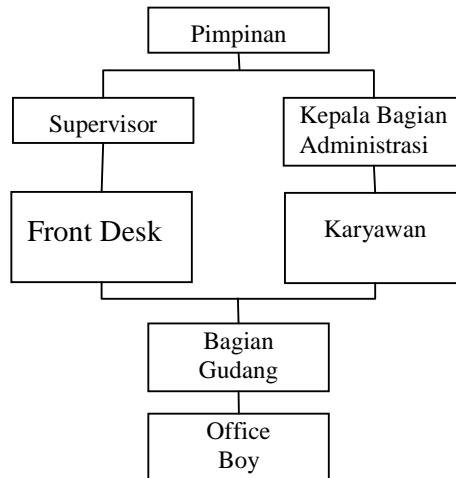 Pimpinan
Supervisor
Kepala Bagian
Administrasi
Front Desk
Karyawan
Bagian
Gudang
Office
Boy